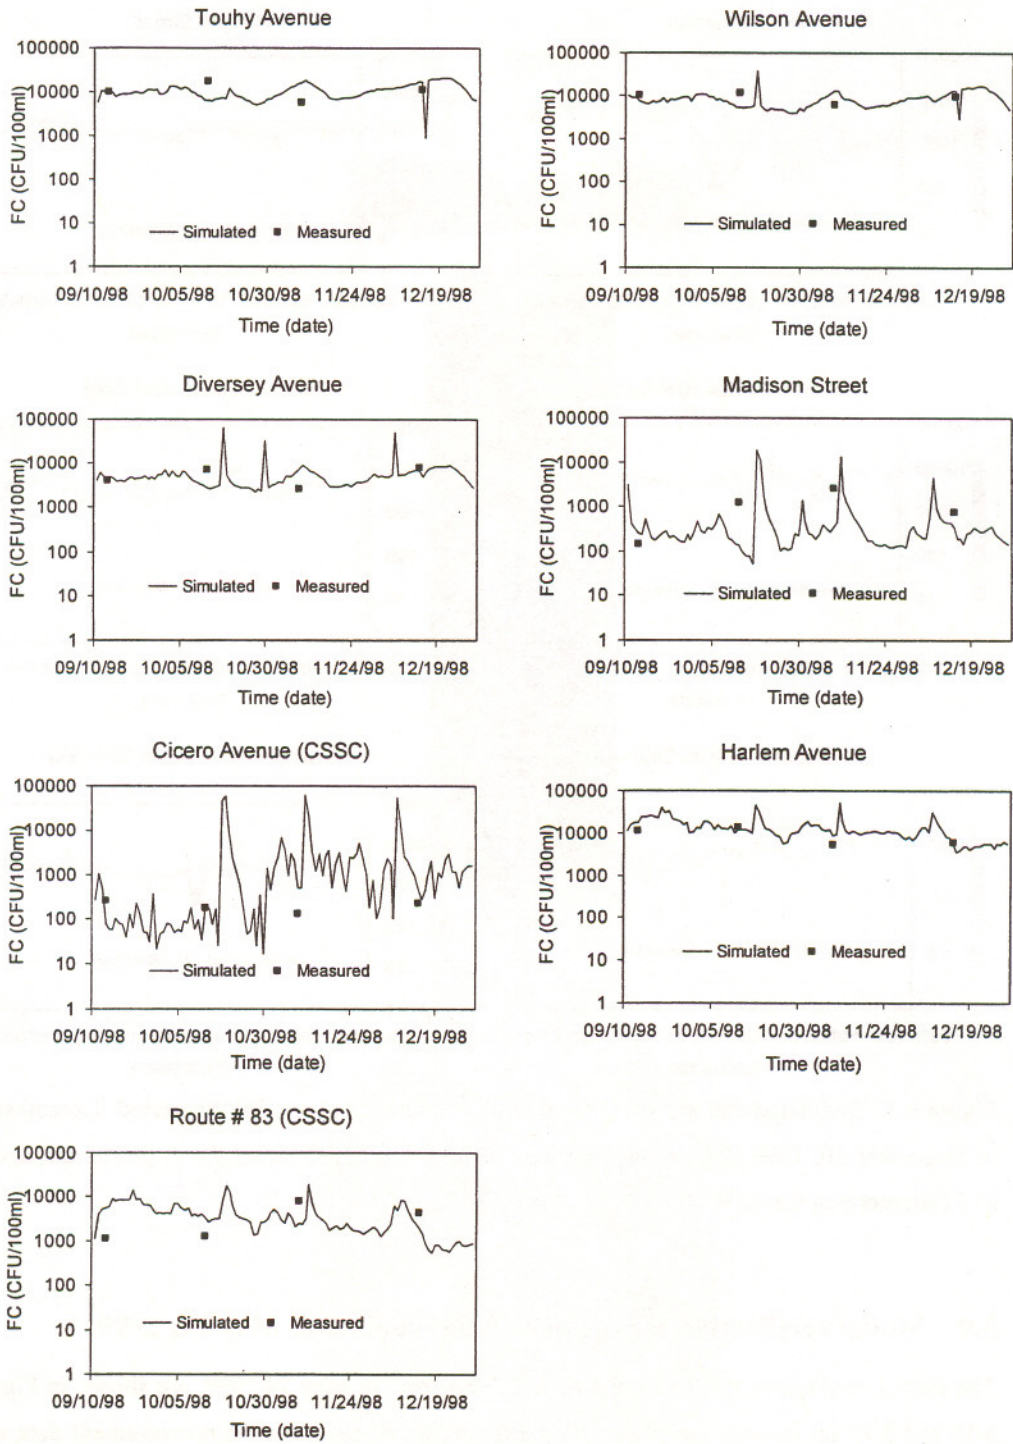 Touhy Avenue
100000
10000
1000
100
10
1
FC (CFU/100ml)
Simulated ■ Measured
09/10/98 10/05/98 10/30/98 11/24/98 12/19/98
Time (date)
Wilson Avenue
100000
10000
1000
100
10
1
FC (CFU/100ml)
Simulated ■ Measured
09/10/98 10/05/98 10/30/98 11/24/98 12/19/98
Time (date)
Diversey Avenue
100000
10000
1000
100
10
1
FC (CFU/100ml)
Simulated ■ Measured
09/10/98 10/05/98 10/30/98 11/24/98 12/19/98
Time (date)
Madison Street
100000
10000
1000
100
10
1
FC (CFU/100ml)
Simulated ■ Measured
09/10/98 10/05/98 10/30/98 11/24/98 12/19/98
Time (date)
Cicero Avenue (CSSC)
100000
10000
1000
100
10
1
FC (CFU/100ml)
Simulated ■ Measured
09/10/98 10/05/98 10/30/98 11/24/98 12/19/98
Time (date)
Harlem Avenue
100000
10000
1000
100
10
1
FC (CFU/100ml)
Simulated ■ Measured
09/10/98 10/05/98 10/30/98 11/24/98 12/19/98
Time (date)
Route # 83 (CSSC)
100000
10000
1000
100
10
1
FC (CFU/100ml)
Simulated ■ Measured
09/10/98 10/05/98 10/30/98 11/24/98 12/19/98
Time (date)